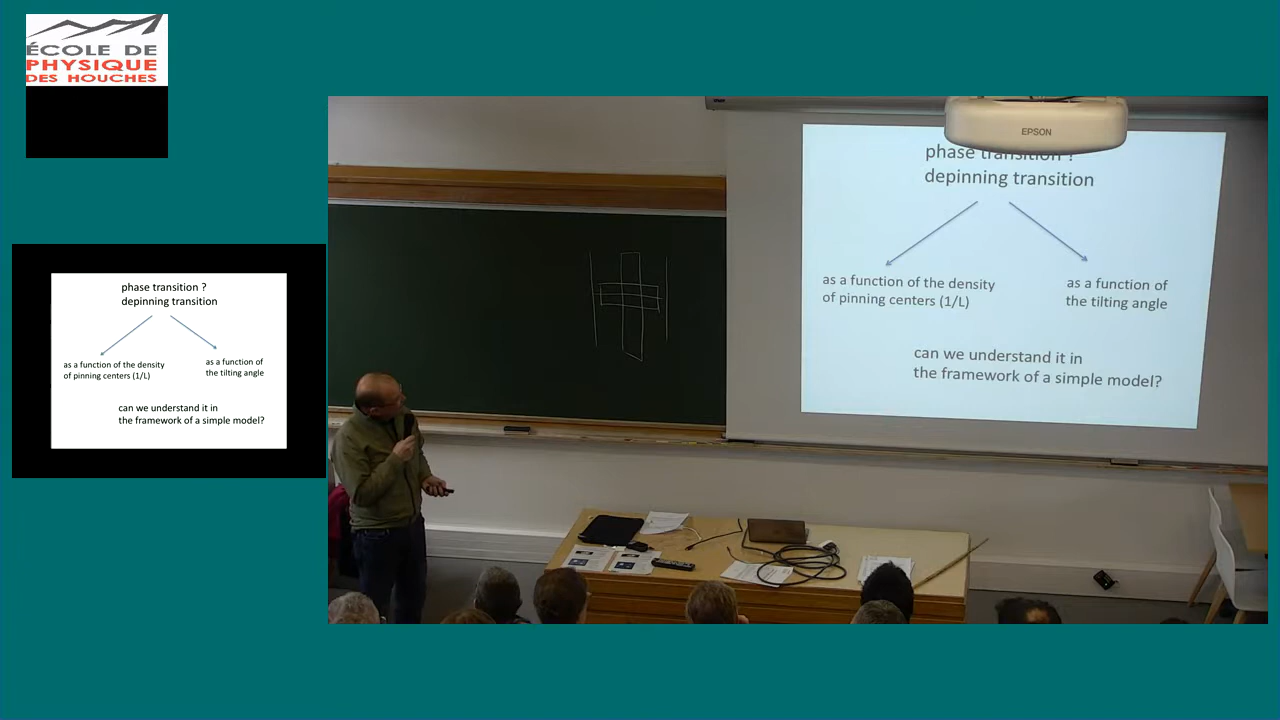 ÉCOLE DE
PHYSIQUE
DES HOUCHES
phase transition ?
depinning transition
as a function of the density
of pinning centers (1/L)
as a function of
the tilting angle
can we understand it in
the framework of a simple model?
EPSON
phase transition ?
depinning transition
as a function of the density
of pinning centers (1/L)
as a function of
the tilting angle
can we understand it in
the framework of a simple model?